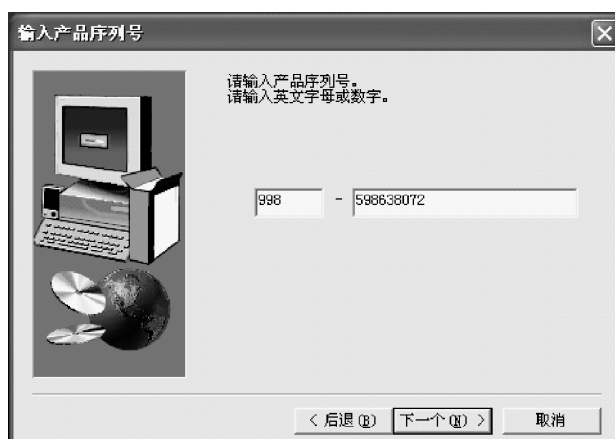 输入产品序列号
请输入产品序列号。
请输入英文字母或数字。
998 - 598638072
< 后退(B) 下一个(N) > 取消